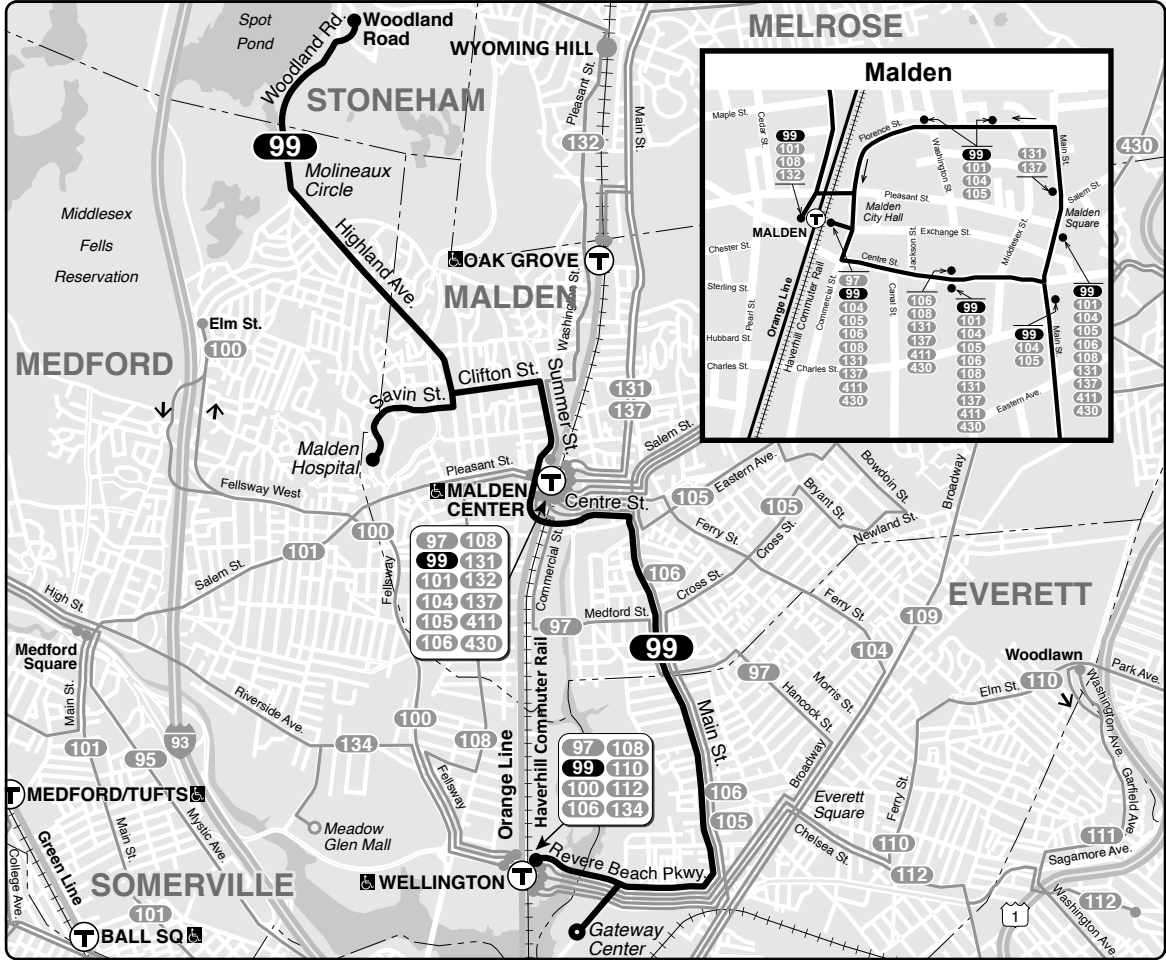 Spot
Pond
Woodland Rd.
Woodland
Road
WYOMING HILL
MELROSE
STONEHAM
99
Molineaux
Circle
Pleasant St.
132
Main St.
430
Middlesex
Fells
Reservation
Highland Ave.
OAK GROVE
T
MALDEN
Washington St.
Elm St.
100
MEDFORD
Clifton St.
Savin St.
Summer St.
131
137
Malden
Hospital
Salem St.
Pleasant St.
Fellsway West
MALDEN
CENTER
T
Centre St.
105
Eastern Ave.
Bowdoin St.
Broadway
105
Bryant St.
Newland St.
Cross St.
Ferry St.
100
101
Salem St.
Fellsway
97 108
99 131
101 132
104 137
105 411
106 430
Commercial St.
106
Cross St.
Medford St.
97
Ferry St.
EVERETT
109
104
High St.
Medford
Square
Main St.
99
Woodlawn
Park Ave.
Elm St.
110
Washington Ave.
97
Hancock St.
Morris St.
Riverside Ave.
100
108
134
101
95
93
Orange Line
Haverhill Commuter Rail
97 108
99 110
100 112
106 134
Main St.
Broadway
Fellsway
106
105
Everett
Square
Ferry St.
Garfield Ave
T
MEDFORD/TUFTS
Main St.
Mystic Ave.
Meadow
Glen Mall
Chelsea St.
110
111
Sagamore Ave.
112
112
Green Line
College Ave.
SOMERVILLE
WELLINGTON
T
Revere Beach Pkwy.
101
T
BALL SQ
Gateway
Center
1
Washington Ave.
Malden
Maple St.
Cedar St.
99
101
108
132
Florence St.
Washington St.
99
101
104
105
131
137
Main St.
Salem St.
Pleasant St.
Malden
City Hall
Malden
Square
MALDEN
T
Exchange St.
Jackson St.
Middlesex St.
Chester St.
Centre St.
Sterling St.
Pearl St.
Orange Line
Haverhill Commuter Rail
Commercial St.
97
99
104
105
106
108
131
137
411
430
Canal St.
106
108
131
137
411
430
99
101
104
105
106
108
131
137
411
430
99
104
105
Main St.
99
101
104
105
106
108
131
137
411
430
Hubbard St.
Charles St.
Charles St.
Eastern Ave.